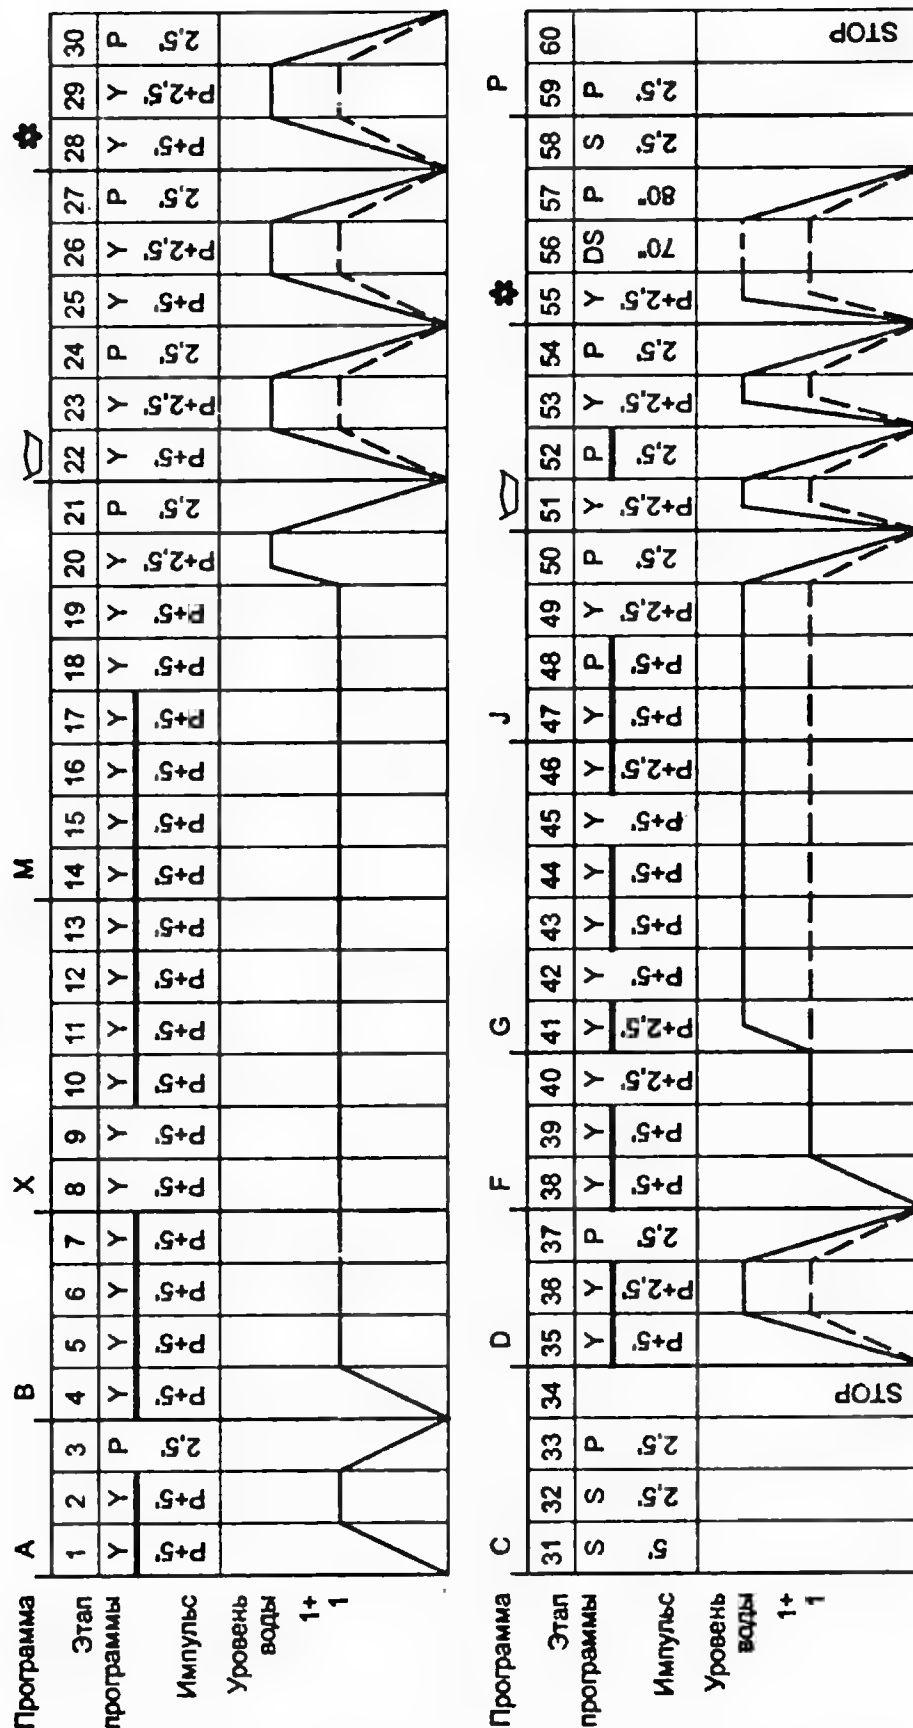 Программа A B X M C D F G J P
Этап 1 2 3 4 5 6 7 8 9 10 11 12 13 14 15 16 17 18 19 20 21 22 23 24 25 26 27 28 29 30
программы Y Y P Y Y Y Y Y Y Y Y Y Y Y Y Y Y Y Y Y P Y Y P Y Y P Y Y P
Импульс P+5' P+5' 2,5' P+5' P+5' P+5' P+5' P+5' P+5' P+5' P+5' P+5' P+5' P+5' P+5' P+5' P+5' P+5' P+5' P+2,5' 2,5' P+5' P+2,5' 2,5' P+5' P+2,5' 2,5' P+5' P+2,5' 2,5'
Уровень
воды
1+
1
Программа
Этап 31 32 33 34 35 36 37 38 39 40 41 42 43 44 45 46 47 48 49 50 51 52 53 54 55 56 57 58 59 60
программы S S P Y Y P Y Y Y Y Y Y Y Y Y Y P Y P Y P Y P Y DS P S P
Импульс 5' 2,5' 2,5' P+5' P+2,5' 2,5' P+5' P+5' P+2,5' P+2,5' P+5' P+5' P+5' P+5' P+2,5' P+5' P+5' P+2,5' 2,5' P+2,5' 2,5' P+2,5' 2,5' P+2,5' 70" 80" 2,5' 2,5'
Уровень
воды
1+
1
STOP
STOP